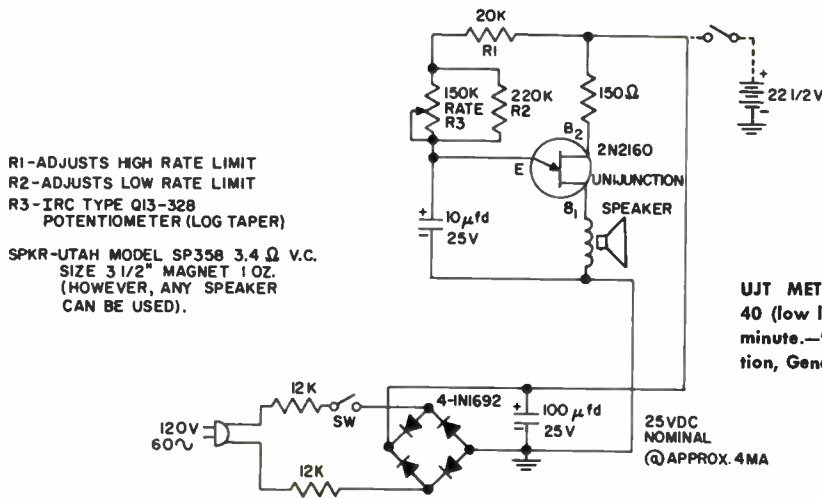 20K
R1
150K
RATE
R3
220K
R2
150Ω
B2
2N2160
E
UNIJUNCTION
B1
SPEAKER
+
22 1/2V
-
+
10μfd
-
25V
R1-ADJUSTS HIGH RATE LIMIT
R2-ADJUSTS LOW RATE LIMIT
R3-IRC TYPE Q13-328
POTENTIOMETER (LOG TAPER)
SPKR-UTAH MODEL SP358 3.4 Ω V.C.
SIZE 3 1/2" MAGNET 1 OZ.
(HOWEVER, ANY SPEAKER
CAN BE USED).
UJT MET
40 (low l
minute.—
tion, Gen
12K
4-IN1692
120V
60~
SW
12K
+
100μfd
-
25V
25VDC
NOMINAL
@ APPROX. 4MA